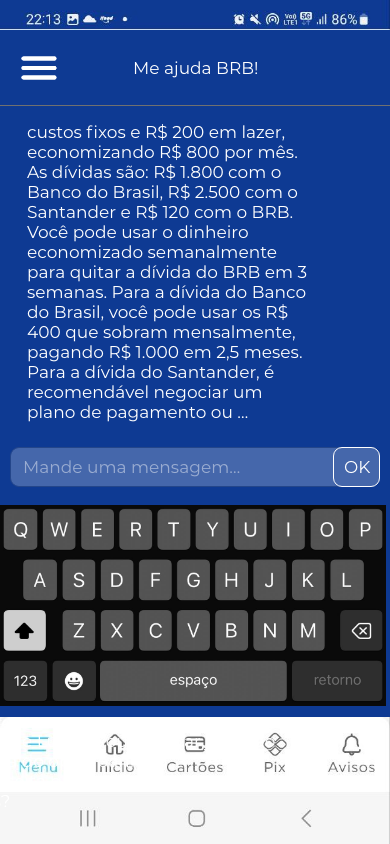 22:13
Vo)) LTE1 5G 86%
Me ajuda BRB!
custos fixos e R$ 200 em lazer,
economizando R$ 800 por mês.
As dívidas são: R$ 1.800 com o
Banco do Brasil, R$ 2.500 com o
Santander e R$ 120 com o BRB.
Você pode usar o dinheiro
economizado semanalmente
para quitar a dívida do BRB em 3
semanas. Para a dívida do Banco
do Brasil, você pode usar os R$
400 que sobram mensalmente,
pagando R$ 1.000 em 2,5 meses.
Para a dívida do Santander, é
recomendável negociar um
plano de pagamento ou ...
Mande uma mensagem... OK
Q W E R T Y U I O P
A S D F G H J K L
Z X C V B N M
123 espaço retorno
Menu Início Cartões Pix Avisos